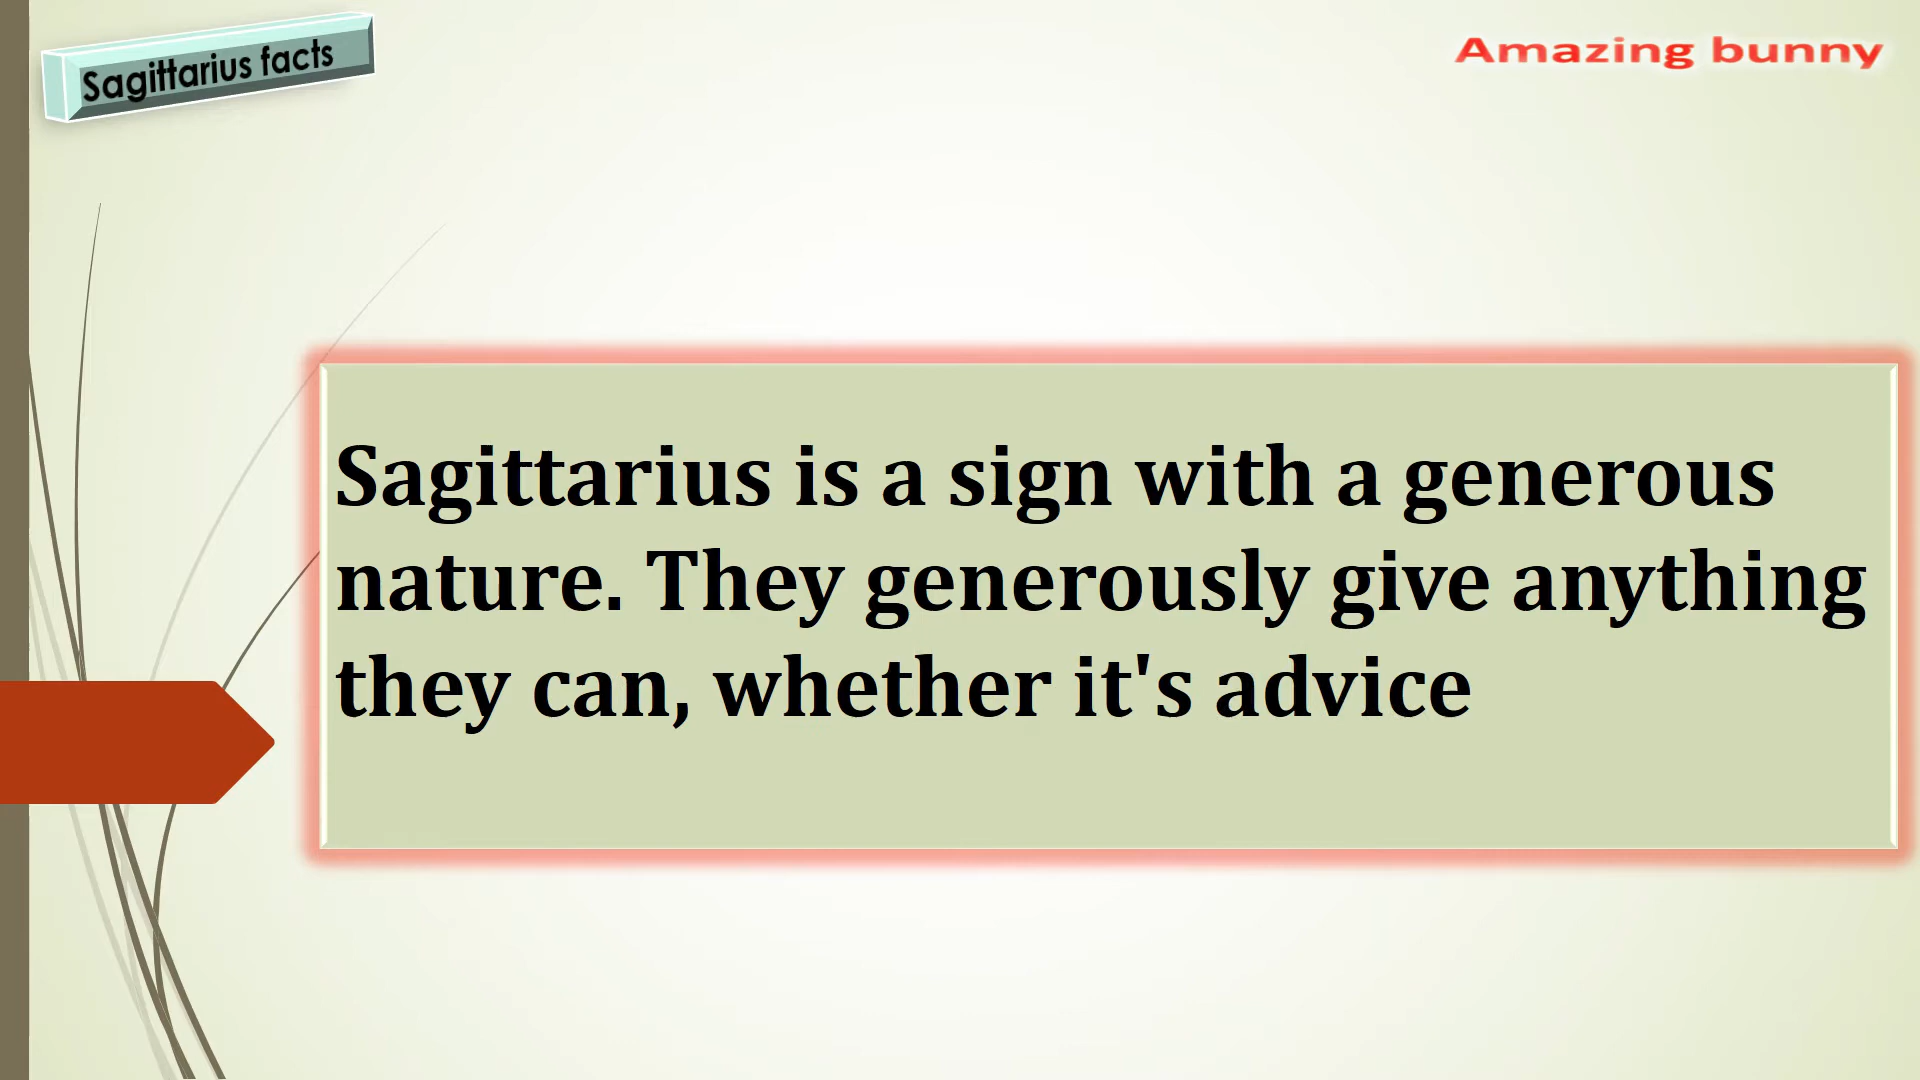 Sagittarius facts
Amazing bunny
Sagittarius is a sign with a generous
nature. They generously give anything
they can, whether it's advice